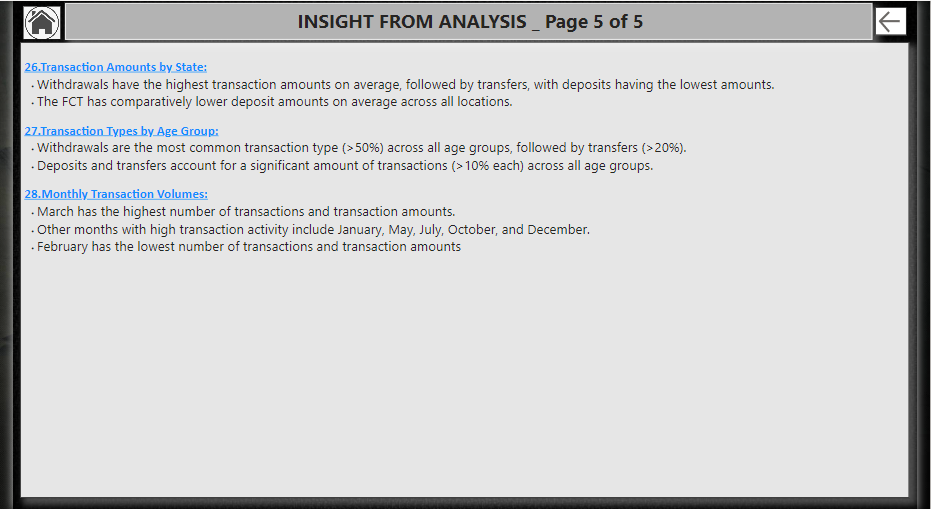 INSIGHT FROM ANALYSIS _ Page 5 of 5
26.Transaction Amounts by State:
· Withdrawals have the highest transaction amounts on average, followed by transfers, with deposits having the lowest amounts.
· The FCT has comparatively lower deposit amounts on average across all locations.
27.Transaction Types by Age Group:
· Withdrawals are the most common transaction type (>50%) across all age groups, followed by transfers (>20%).
· Deposits and transfers account for a significant amount of transactions (>10% each) across all age groups.
28.Monthly Transaction Volumes:
· March has the highest number of transactions and transaction amounts.
· Other months with high transaction activity include January, May, July, October, and December.
· February has the lowest number of transactions and transaction amounts